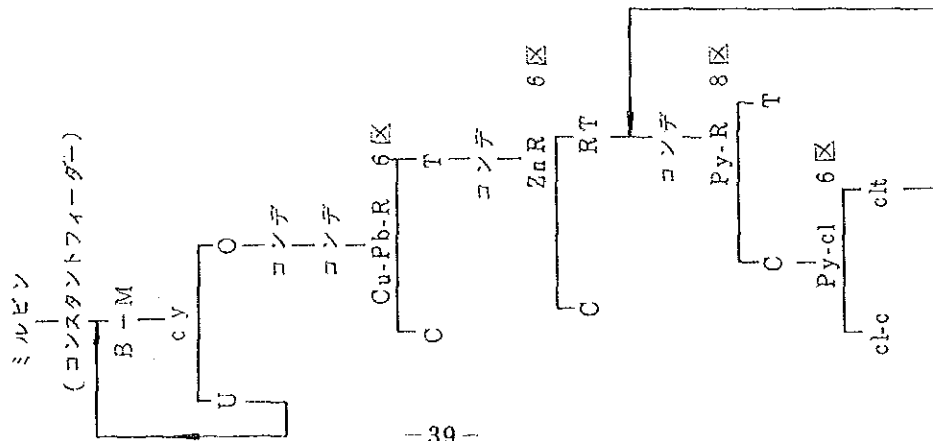 ミルビン
(コンスタントフィーダー)
B-M
cy
U O
コンデ
コンデ
Cu-Pb-R 6区
C T
コンデ
ZnR 6区
C RT
コンデ
Py-R 8区
C T
Py-cl 6区
cl-c clt
-39-